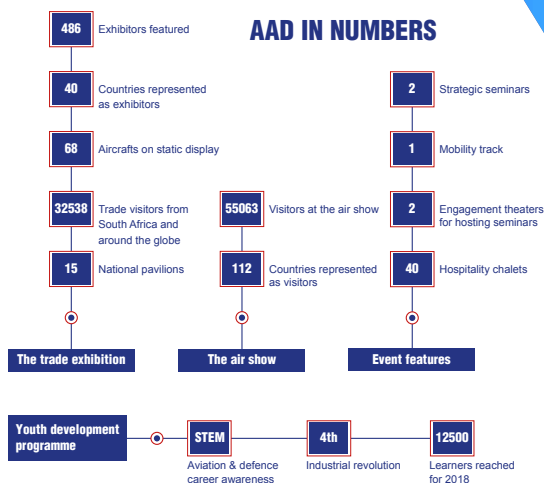 AAD IN NUMBERS
486
Exhibitors featured
40
Countries represented
as exhibitors
68
Aircrafts on static display
32538
Trade visitors from
South Africa and
around the globe
15
National pavilions
The trade exhibition
55063
Visitors at the air show
112
Countries represented
as visitors
The air show
2
Strategic seminars
1
Mobility track
2
Engagement theaters
for hosting seminars
40
Hospitality chalets
Event features
Youth development
programme
STEM
Aviation & defence
career awareness
4th
Industrial revolution
12500
Learners reached
for 2018